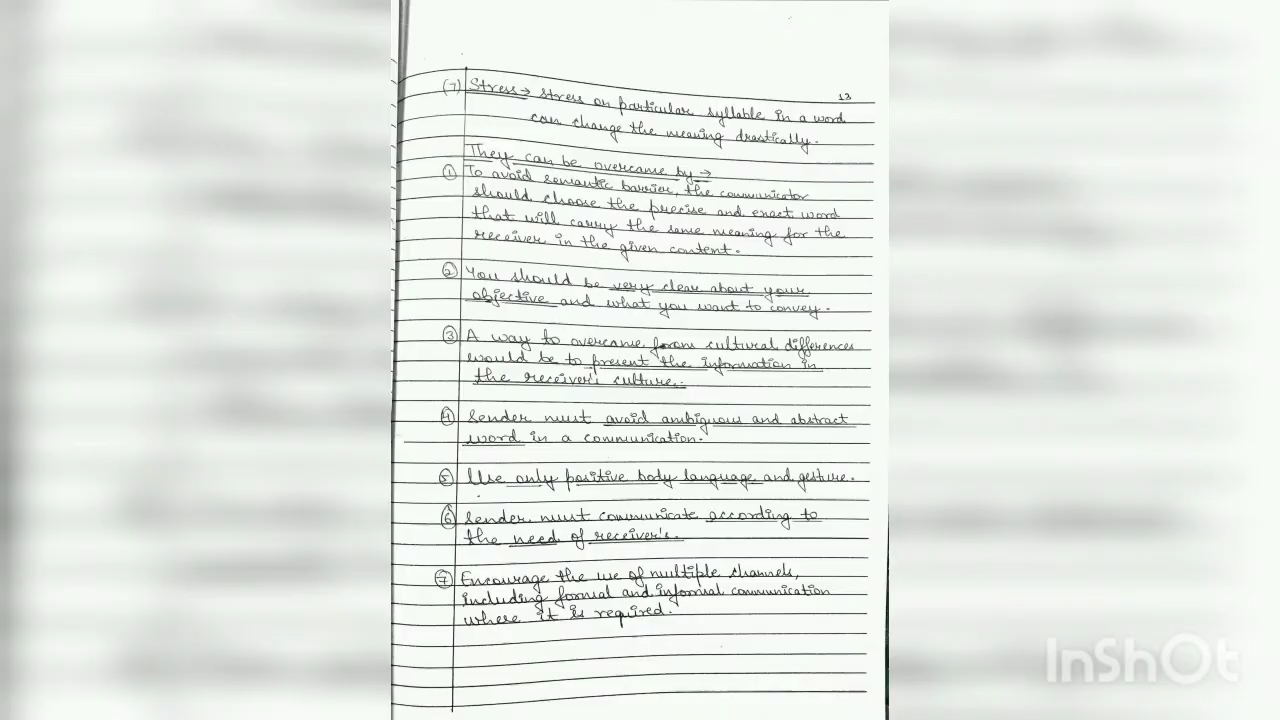 13
(7) Stress → stress on particular syllable in a word
can change the meaning drastically.
They can be overcame by →
① To avoid semantic barrier, the communicator
should choose the precise and exact word
that will carry the same meaning for the
receiver in the given content.
② You should be very clear about your
objective and what you want to convey.
③ A way to overcame from cultural differences
would be to present the information in
the receiver's culture.
④ Sender must avoid ambiguous and abstract
word in a communication.
⑤ Use only positive body language and gesture.
⑥ Sender must communicate according to
the need of receiver's.
⑦ Encourage the use of multiple channels,
including formal and informal communication
where it is required.
InShOt